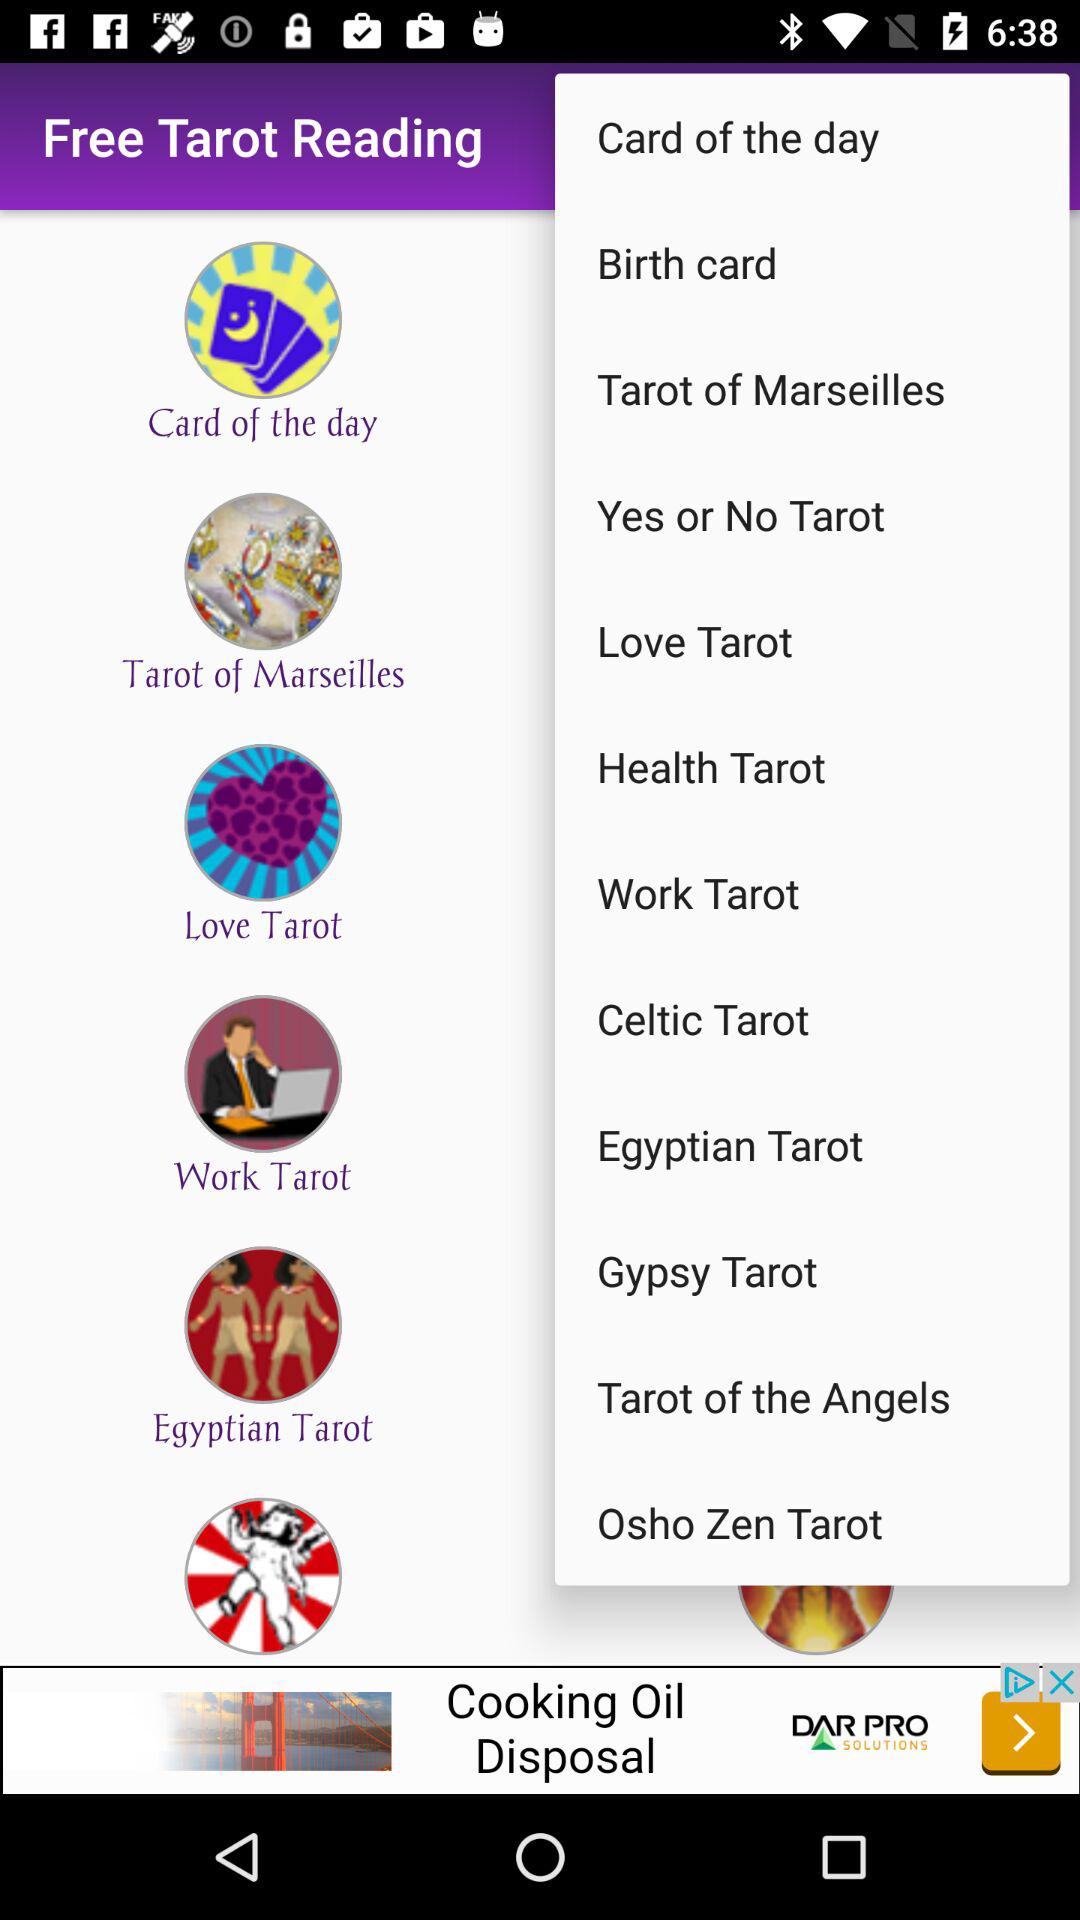 FAKE
6:38
Free Tarot Reading
Card of the day
Tarot of Marseilles
Love Tarot
Work Tarot
Egyptian Tarot
Card of the day
Birth card
Tarot of Marseilles
Yes or No Tarot
Love Tarot
Health Tarot
Work Tarot
Celtic Tarot
Egyptian Tarot
Gypsy Tarot
Tarot of the Angels
Osho Zen Tarot
Cooking Oil
Disposal
DAR PRO
SOLUTIONS